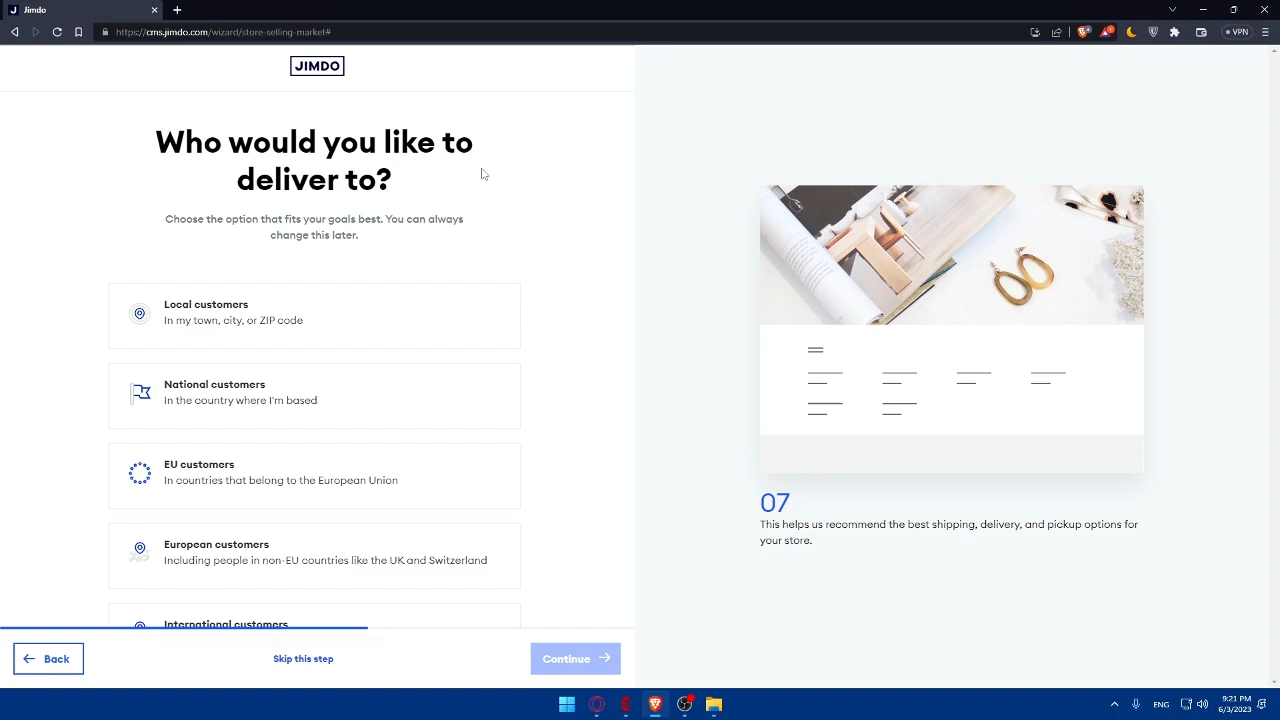 Jimdo
https://cms.jimdo.com/wizard/store-selling-market#
VPN
JIMDO
Who would you like to
deliver to?
Choose the option that fits your goals best. You can always
change this later.
Local customers
In my town, city, or ZIP code
National customers
In the country where I'm based
EU customers
In countries that belong to the European Union
European customers
Including people in non-EU countries like the UK and Switzerland
International customers
Back
Skip this step
Continue
07
This helps us recommend the best shipping, delivery, and pickup options for
your store.
ENG
9:21 PM
6/3/2023